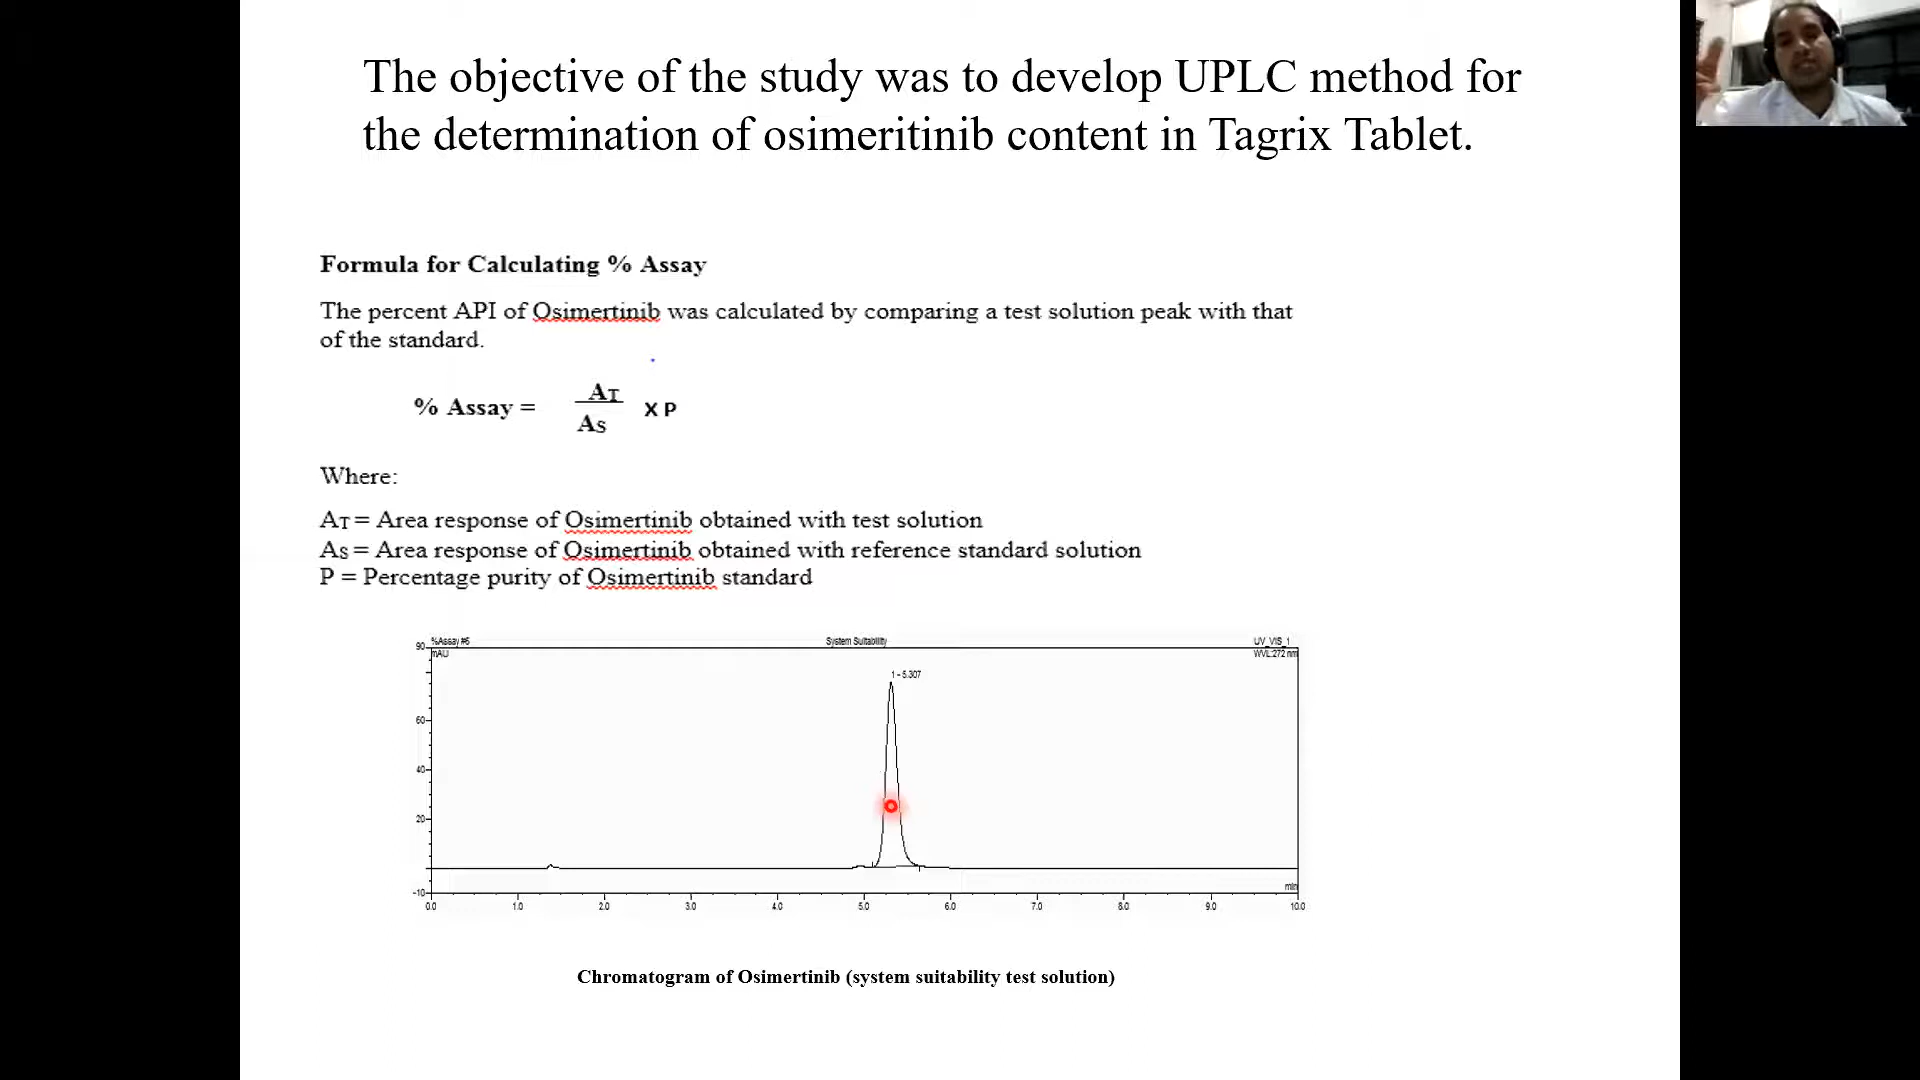 The objective of the study was to develop UPLC method for
the determination of osimeritinib content in Tagrix Tablet.
Formula for Calculating % Assay
The percent API of Osimertinib was calculated by comparing a test solution peak with that
of the standard.
% Assay = AT / AS X P
Where:
AT = Area response of Osimertinib obtained with test solution
AS = Area response of Osimertinib obtained with reference standard solution
P = Percentage purity of Osimertinib standard
%Assay #6 System Suitability UV_VIS_1
90 mAU WVL:272 nm
1 - 5.307
60
40
20
-10 min
0.0 1.0 2.0 3.0 4.0 5.0 6.0 7.0 8.0 9.0 10.0
Chromatogram of Osimertinib (system suitability test solution)